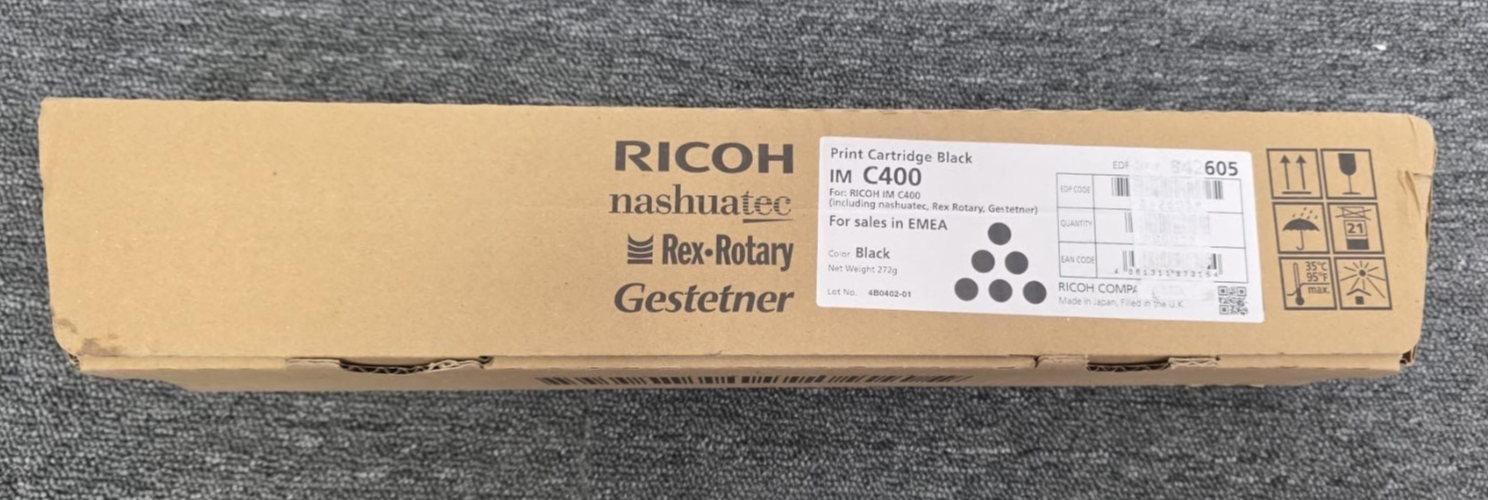 RICOH
nashuatec
Rex•Rotary
Gestetner
Print Cartridge Black
IM C400
For: RICOH IM C400
(including nashuatec, Rex Rotary, Gestetner)
For sales in EMEA
Color Black
Net Weight 272g
Lot No. 4B0402-01
EDP 605
EDP CODE
QUANTITY
EAN CODE
RICOH
Made in Japan, Filled in the U.K.
21
35°C
95°F
max.